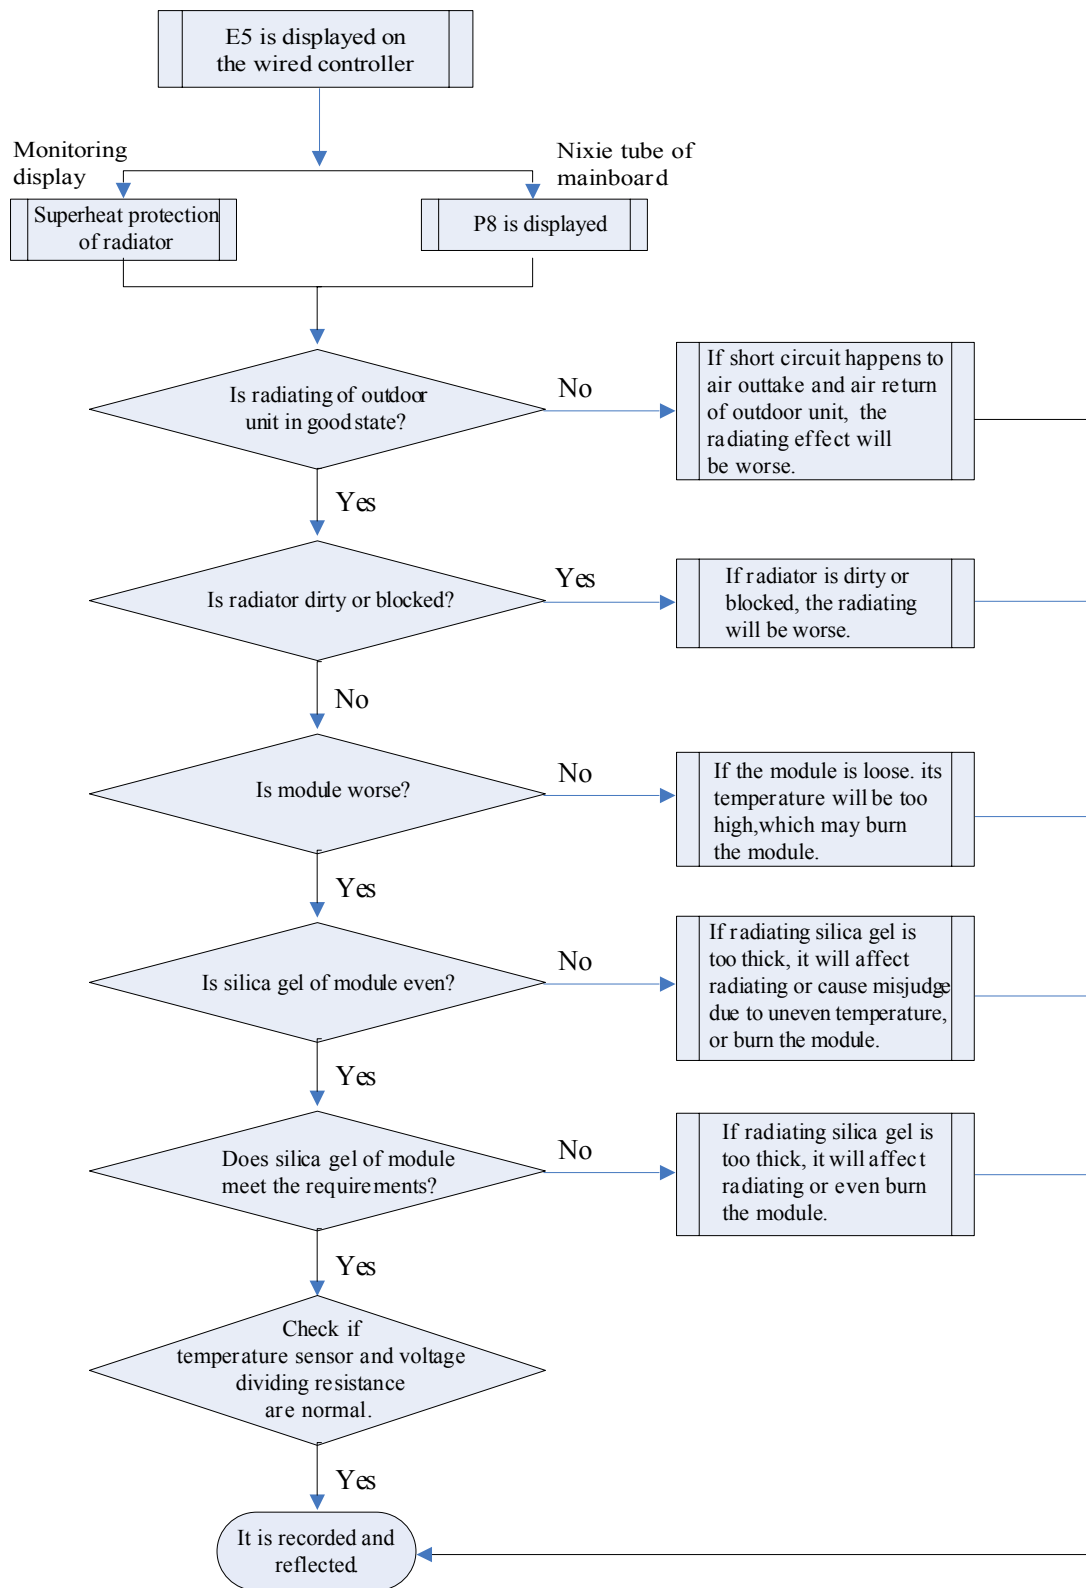 E5 is displayed on
the wired controller
Monitoring
display
Nixie tube of
mainboard
Superheat protection
of radiator
P8 is displayed
Is radiating of outdoor
unit in good state?
No
If short circuit happens to
air outtake and air return
of outdoor unit, the
radiating effect will
be worse.
Yes
Is radiator dirty or blocked?
Yes
If radiator is dirty or
blocked, the radiating
will be worse.
No
Is module worse?
No
If the module is loose. its
temperature will be too
high,which may burn
the module.
Yes
Is silica gel of module even?
No
If radiating silica gel is
too thick, it will affect
radiating or cause misjudge
due to uneven temperature,
or burn the module.
Yes
Does silica gel of module
meet the requirements?
No
If radiating silica gel is
too thick, it will affect
radiating or even burn
the module.
Yes
Check if
temperature sensor and voltage
dividing resistance
are normal.
Yes
It is recorded and
reflected.